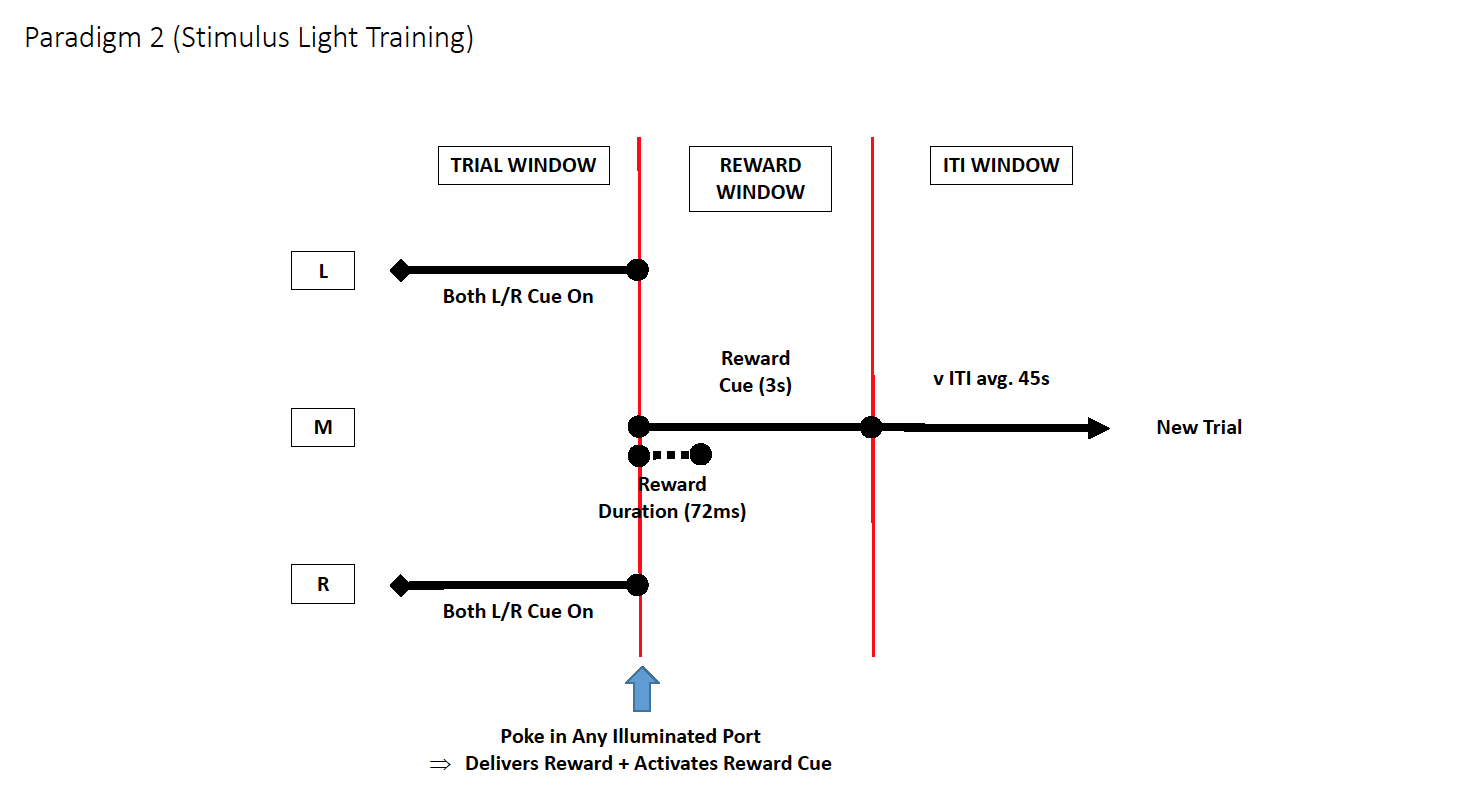 Paradigm 2 (Stimulus Light Training)
TRIAL WINDOW
REWARD
WINDOW
ITI WINDOW
L
Both L/R Cue On
Reward
Cue (3s)
v ITI avg. 45s
M
New Trial
Reward
Duration (72ms)
R
Both L/R Cue On
Poke in Any Illuminated Port
⇒ Delivers Reward + Activates Reward Cue